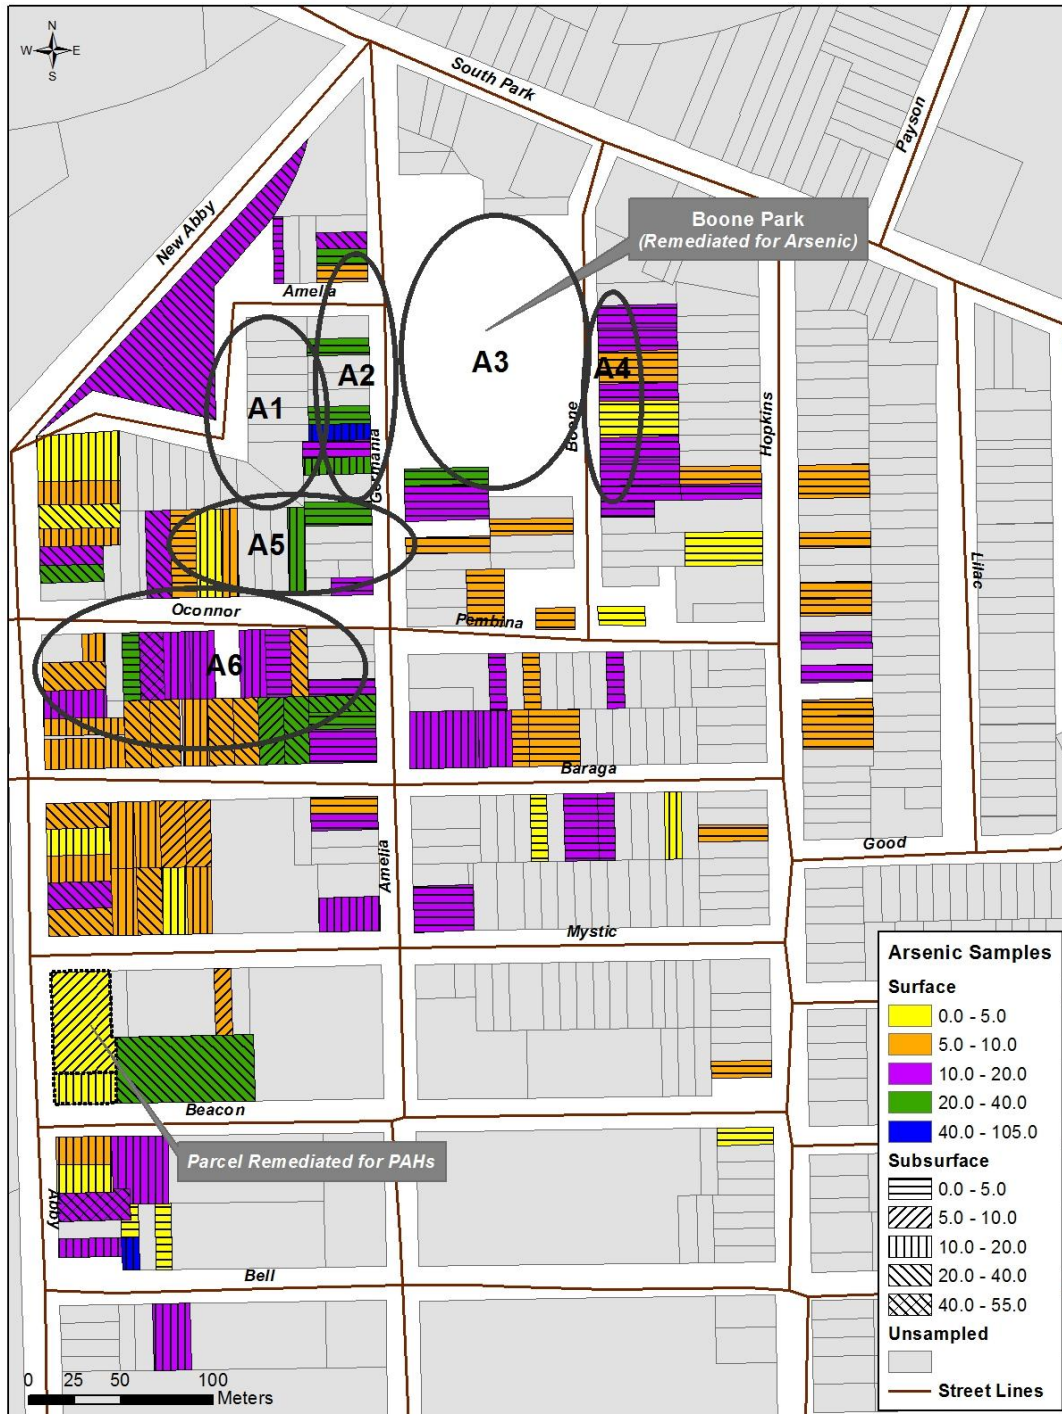 N
W E
S
South Park
Payson
New Abby
Boone Park
(Remediated for Arsenic)
Amelia
A1
A2
A3
A4
Boone
Hopkins
Germania
Lilac
A5
Oconnor
Pembina
A6
Baraga
Good
Amelia
Mystic
Beacon
Parcel Remediated for PAHs
Abby
Bell
0 25 50 100
Meters
Arsenic Samples
Surface
0.0 - 5.0
5.0 - 10.0
10.0 - 20.0
20.0 - 40.0
40.0 - 105.0
Subsurface
0.0 - 5.0
5.0 - 10.0
10.0 - 20.0
20.0 - 40.0
40.0 - 55.0
Unsampled
Street Lines